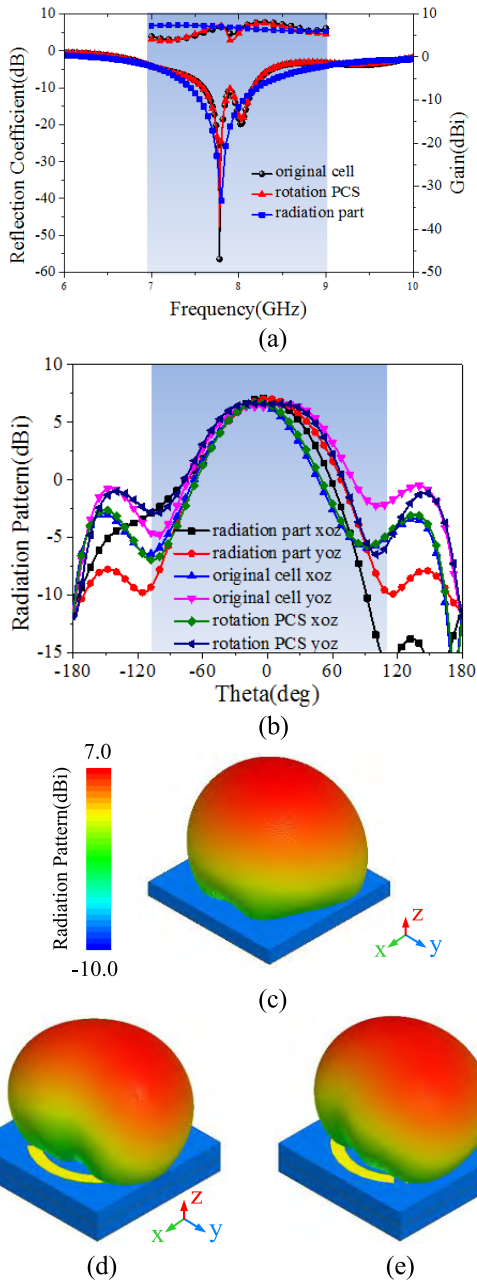 10 10
0 0
-10 -10
-20 -20
-30 -30
-40 -40
-50 -50
-60
Reflection Coefficient(dB)
Gain(dBi)
original cell
rotation PCS
radiation part
6 7 8 9 10
Frequency(GHz)
(a)
10
5
0
-5
-10
-15
Radiation Pattern(dBi)
radiation part xoz
radiation part yoz
original cell xoz
original cell yoz
rotation PCS xoz
rotation PCS yoz
-180 -120 -60 0 60 120 180
Theta(deg)
(b)
7.0
Radiation Pattern(dBi)
-10.0
z
x y
(c)
z
x y
(d) (e)